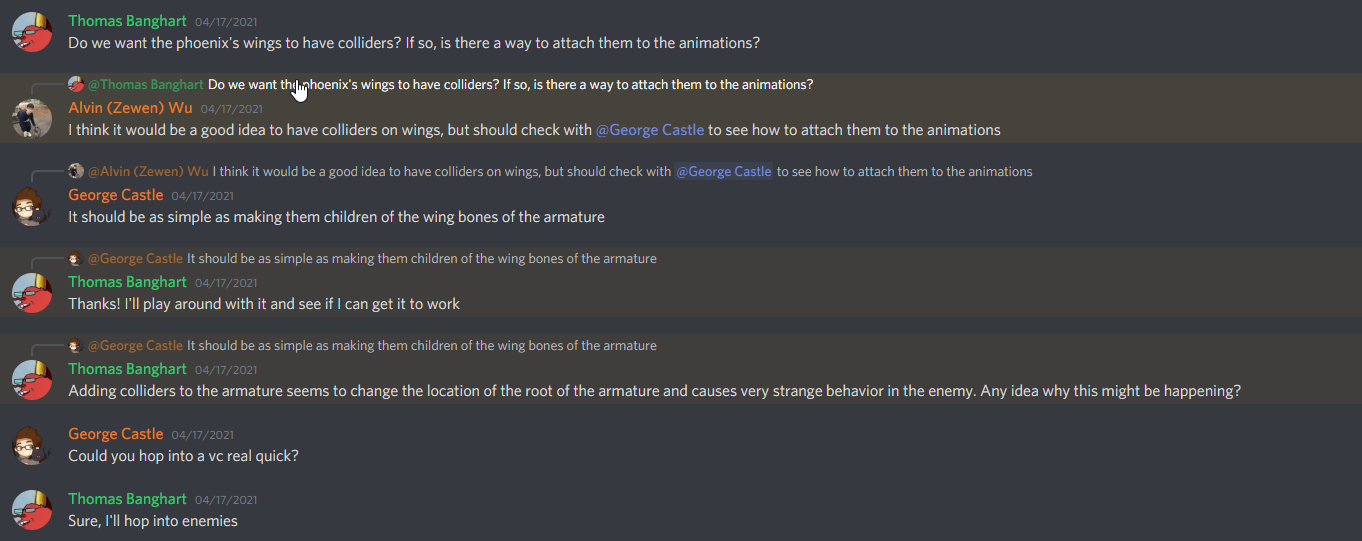 Thomas Banghart 04/17/2021
Do we want the phoenix's wings to have colliders? If so, is there a way to attach them to the animations?
@Thomas Banghart Do we want the phoenix's wings to have colliders? If so, is there a way to attach them to the animations?
Alvin (Zewen) Wu 04/17/2021
I think it would be a good idea to have colliders on wings, but should check with @George Castle to see how to attach them to the animations
@Alvin (Zewen) Wu I think it would be a good idea to have colliders on wings, but should check with @George Castle to see how to attach them to the animations
George Castle 04/17/2021
It should be as simple as making them children of the wing bones of the armature
@George Castle It should be as simple as making them children of the wing bones of the armature
Thomas Banghart 04/17/2021
Thanks! I'll play around with it and see if I can get it to work
@George Castle It should be as simple as making them children of the wing bones of the armature
Thomas Banghart 04/17/2021
Adding colliders to the armature seems to change the location of the root of the armature and causes very strange behavior in the enemy. Any idea why this might be happening?
George Castle 04/17/2021
Could you hop into a vc real quick?
Thomas Banghart 04/17/2021
Sure, I'll hop into enemies